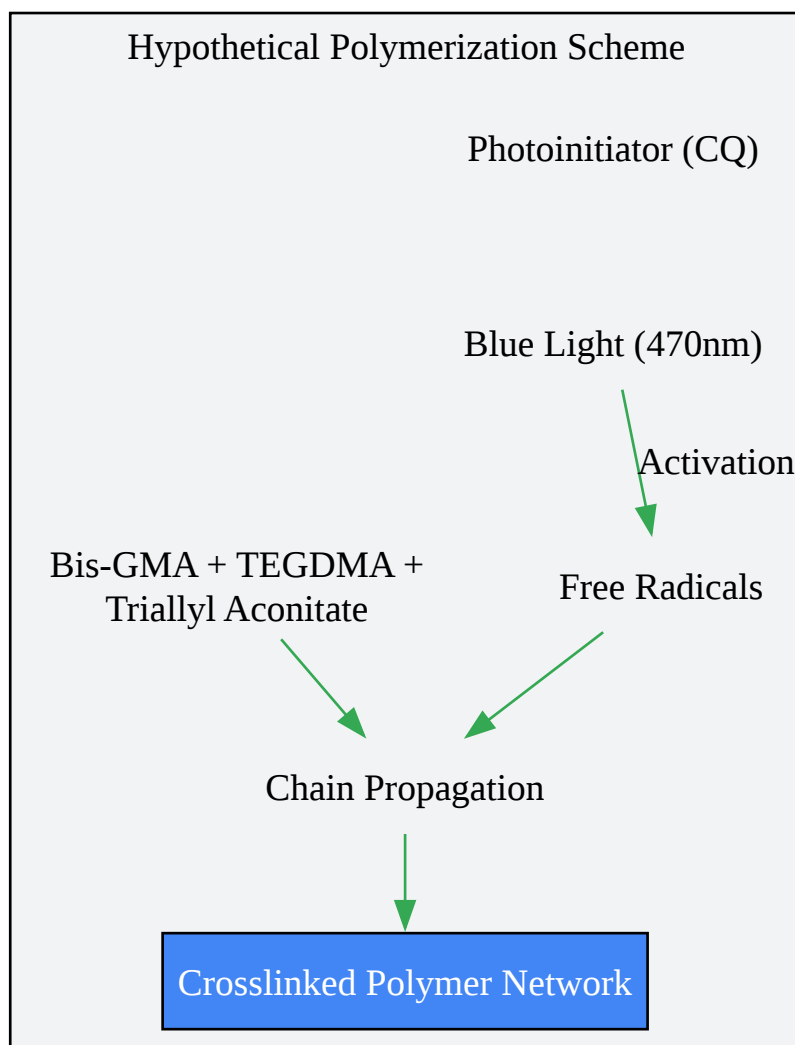 Hypothetical Polymerization Scheme
Photoinitiator (CQ)
Blue Light (470nm)
Activation
Bis-GMA + TEGDMA +
Triallyl Aconitate
Free Radicals
Chain Propagation
Crosslinked Polymer Network